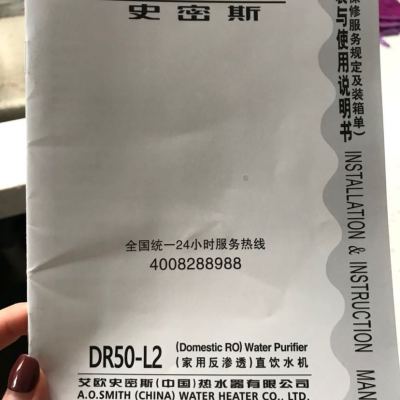 史密斯
保修服务规定及装箱单)
装与使用说明书
INSTALLATION & INSTRUCTION MAN
全国统一24小时服务热线
4008288988
DR50-L2
(Domestic RO) Water Purifier
(家用反渗透)直饮水机
艾欧史密斯(中国)热水器有限公司
A.O.SMITH (CHINA) WATER HEATER CO., LTD.